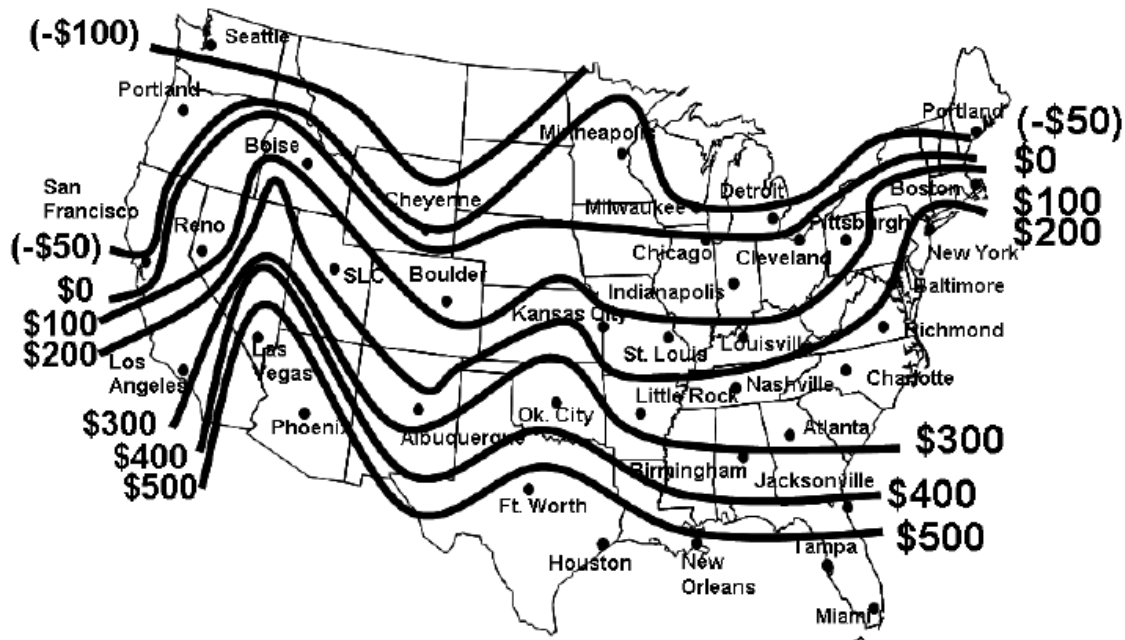 (-$100)
Seattle
Portland
Boise
Minneapolis
Portland
(-$50)
$0
$100
$200
San
Francisco
Reno
(-$50)
$0
$100
$200
Cheyenne
Milwaukee
Detroit
Boston
Pittsburgh
SLC
Boulder
Chicago
Cleveland
New York
Indianapolis
Baltimore
Kansas City
Los
Angeles
Las
Vegas
St. Louis
Louisville
Richmond
Little Rock
Nashville
Charlotte
$300
$400
$500
Phoenix
Albuquerque
Ok. City
Atlanta
$300
Birmingham
Jacksonville
$400
Ft. Worth
$500
Houston
New
Orleans
Tampa
Miami